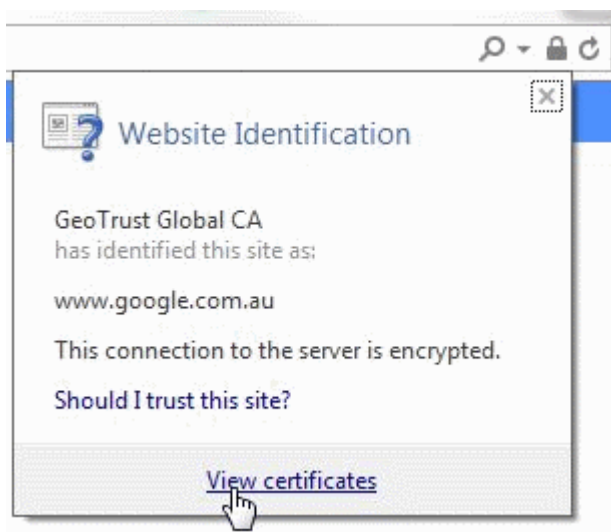 Website Identification
GeoTrust Global CA
has identified this site as:
www.google.com.au
This connection to the server is encrypted.
Should I trust this site?
View certificates